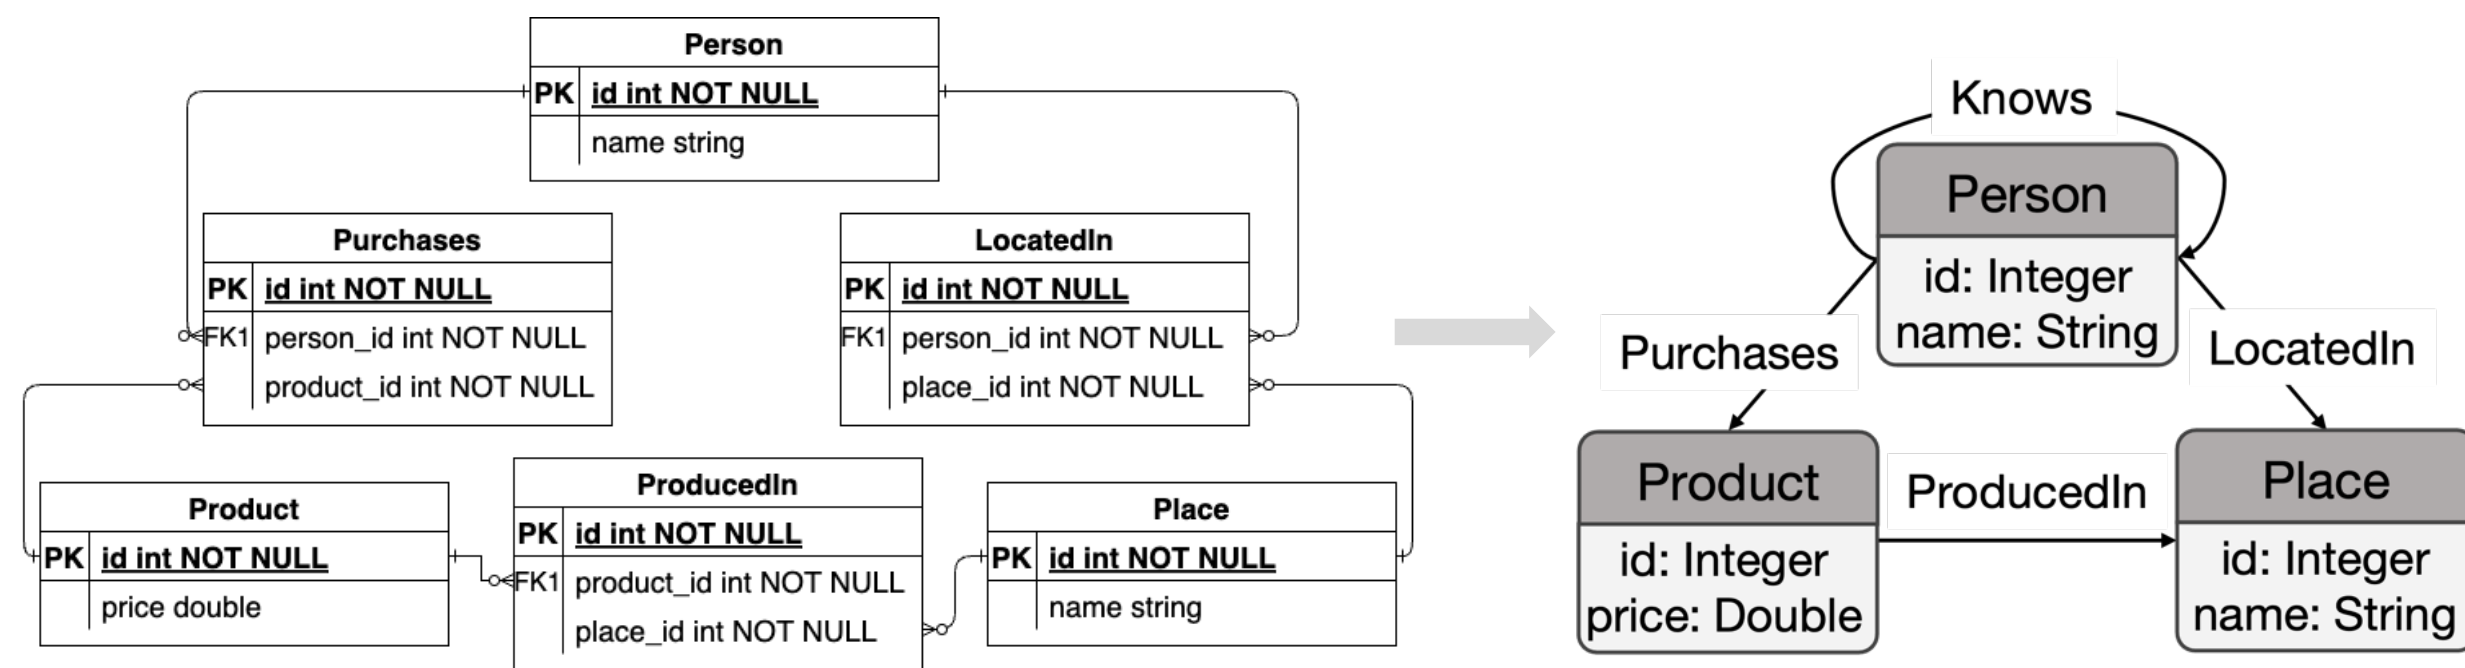 Person
PK id int NOT NULL
name string
Purchases
PK id int NOT NULL
FK1 person_id int NOT NULL
product_id int NOT NULL
LocatedIn
PK id int NOT NULL
FK1 person_id int NOT NULL
place_id int NOT NULL
Product
PK id int NOT NULL
price double
ProducedIn
PK id int NOT NULL
FK1 product_id int NOT NULL
place_id int NOT NULL
Place
PK id int NOT NULL
name string
Knows
Person
id: Integer
name: String
Purchases
LocatedIn
Product
id: Integer
price: Double
ProducedIn
Place
id: Integer
name: String